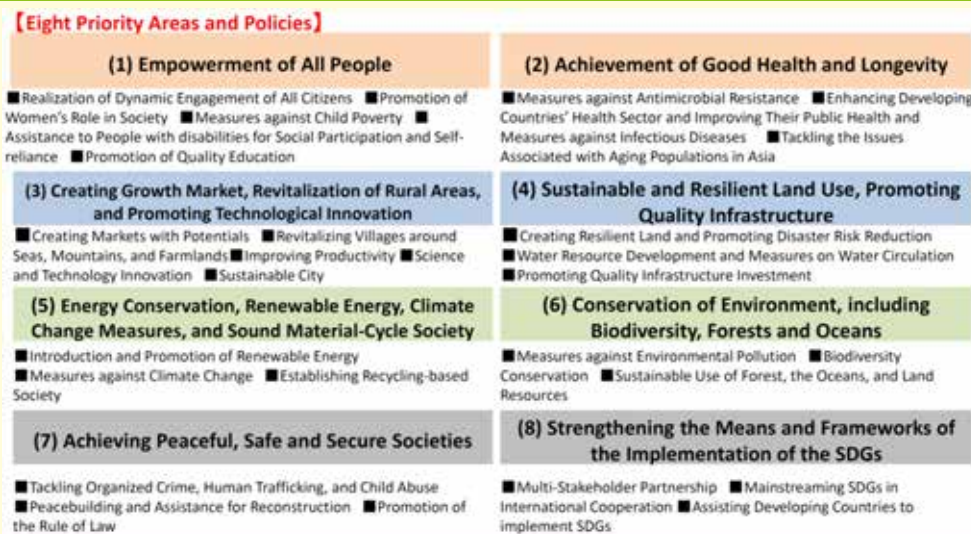 【Eight Priority Areas and Policies】
(1) Empowerment of All People
■Realization of Dynamic Engagement of All Citizens ■Promotion of
Women's Role in Society ■Measures against Child Poverty ■
Assistance to People with disabilities for Social Participation and Self-
reliance ■Promotion of Quality Education
(2) Achievement of Good Health and Longevity
■Measures against Antimicrobial Resistance ■Enhancing Developing
Countries' Health Sector and Improving Their Public Health and
Measures against Infectious Diseases ■Tackling the Issues
Associated with Aging Populations in Asia
(3) Creating Growth Market, Revitalization of Rural Areas,
and Promoting Technological Innovation
■Creating Markets with Potentials ■Revitalizing Villages around
Seas, Mountains, and Farmlands ■Improving Productivity ■Science
and Technology Innovation ■Sustainable City
(4) Sustainable and Resilient Land Use, Promoting
Quality Infrastructure
■Creating Resilient Land and Promoting Disaster Risk Reduction
■Water Resource Development and Measures on Water Circulation
■Promoting Quality Infrastructure Investment
(5) Energy Conservation, Renewable Energy, Climate
Change Measures, and Sound Material-Cycle Society
■Introduction and Promotion of Renewable Energy
■Measures against Climate Change ■Establishing Recycling-based
Society
(6) Conservation of Environment, including
Biodiversity, Forests and Oceans
■Measures against Environmental Pollution ■Biodiversity
Conservation ■Sustainable Use of Forest, the Oceans, and Land
Resources
(7) Achieving Peaceful, Safe and Secure Societies
■Tackling Organized Crime, Human Trafficking, and Child Abuse
■Peacebuilding and Assistance for Reconstruction ■Promotion of
the Rule of Law
(8) Strengthening the Means and Frameworks of
the Implementation of the SDGs
■Multi-Stakeholder Partnership ■Mainstreaming SDGs in
International Cooperation ■Assisting Developing Countries to
implement SDGs